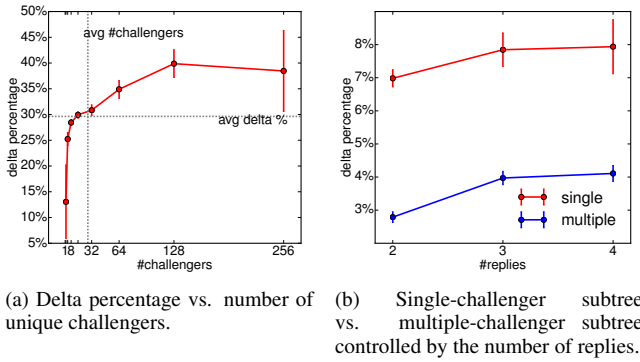 50%
45%
40%
35%
30%
25%
20%
15%
10%
5%
delta percentage
avg #challengers
avg delta %
1 8 32 64 128 256
#challengers
8%
7%
6%
5%
4%
3%
delta percentage
single
multiple
2 3 4
#replies
(a) Delta percentage vs. number of
unique challengers.
(b) Single-challenger subtree
vs. multiple-challenger subtree
controlled by the number of replies.